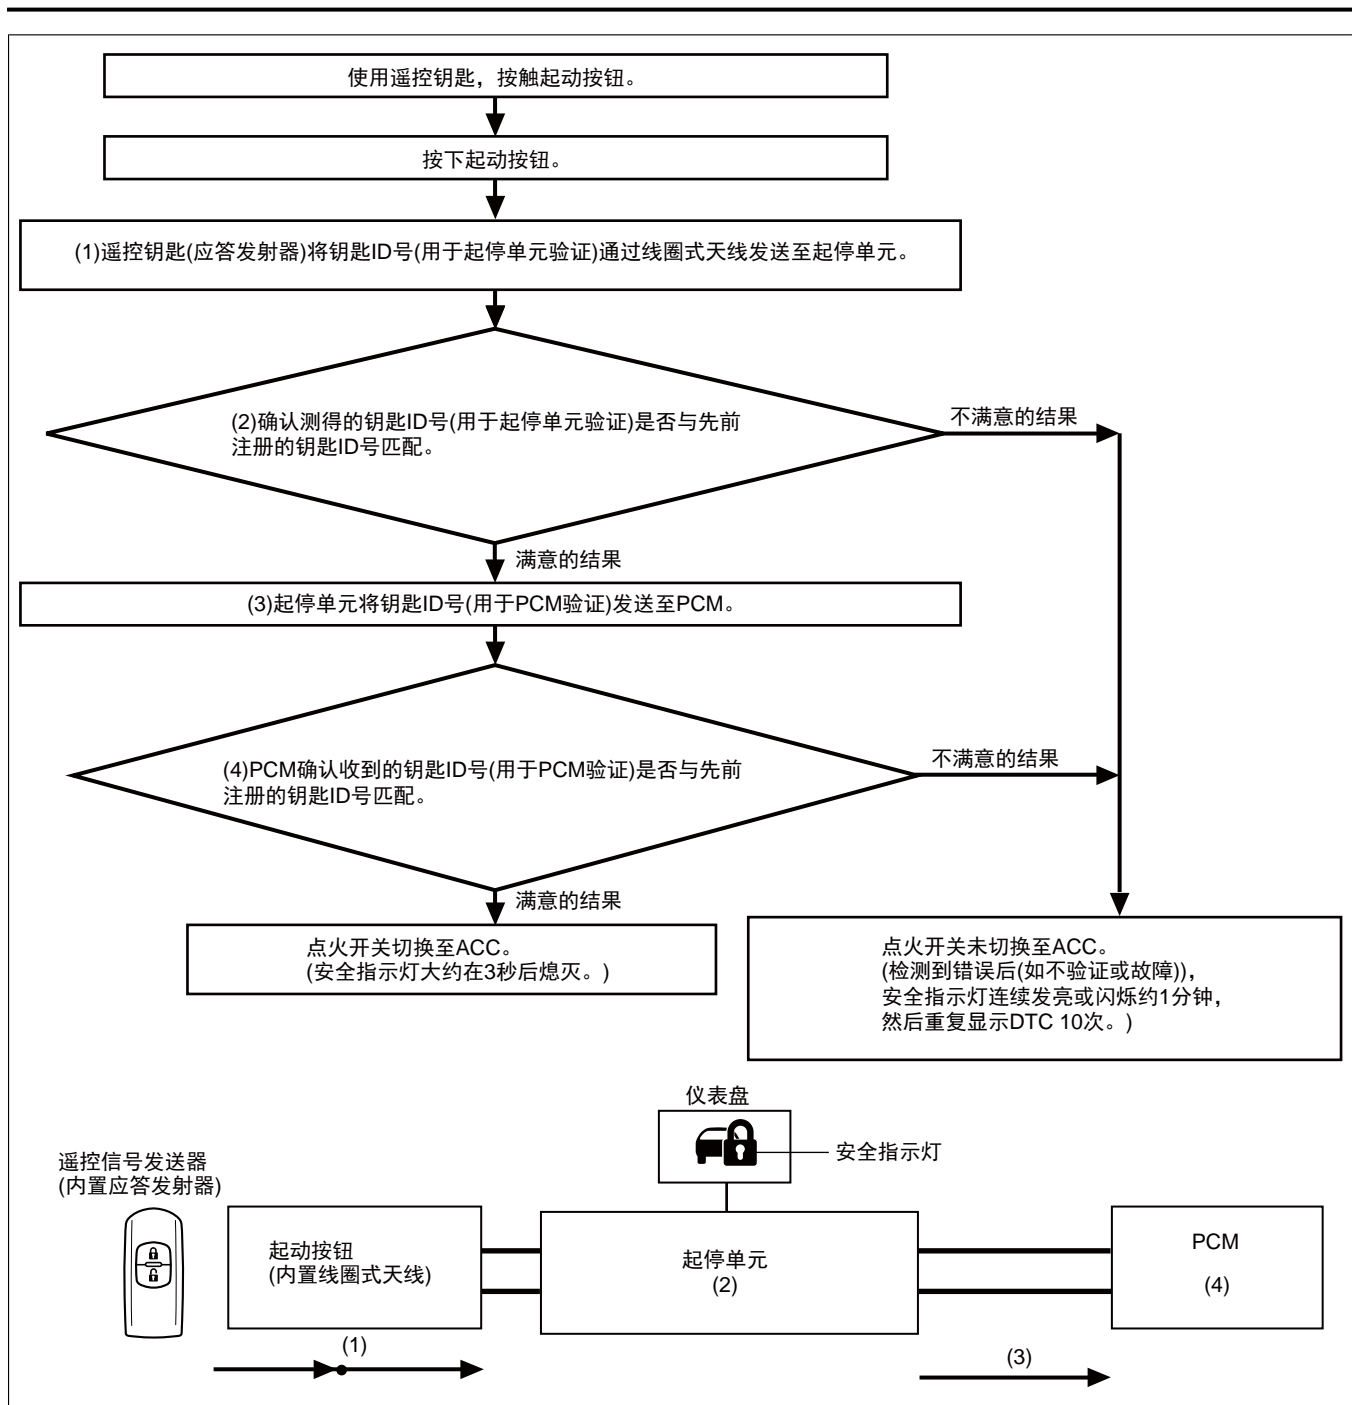 使用遥控钥匙，按触起动按钮。
按下起动按钮。
(1)遥控钥匙(应答发射器)将钥匙ID号(用于起停单元验证)通过线圈式天线发送至起停单元。
(2)确认测得的钥匙ID号(用于起停单元验证)是否与先前
注册的钥匙ID号匹配。
不满意的结果
满意的结果
(3)起停单元将钥匙ID号(用于PCM验证)发送至PCM。
(4)PCM确认收到的钥匙ID号(用于PCM验证)是否与先前
注册的钥匙ID号匹配。
不满意的结果
满意的结果
点火开关切换至ACC。
(安全指示灯大约在3秒后熄灭。)
点火开关未切换至ACC。
(检测到错误后(如不验证或故障))，
安全指示灯连续发亮或闪烁约1分钟，
然后重复显示DTC 10次。)
仪表盘
安全指示灯
遥控信号发送器
(内置应答发射器)
起动按钮
(内置线圈式天线)
起停单元
(2)
PCM
(4)
(1)
(3)